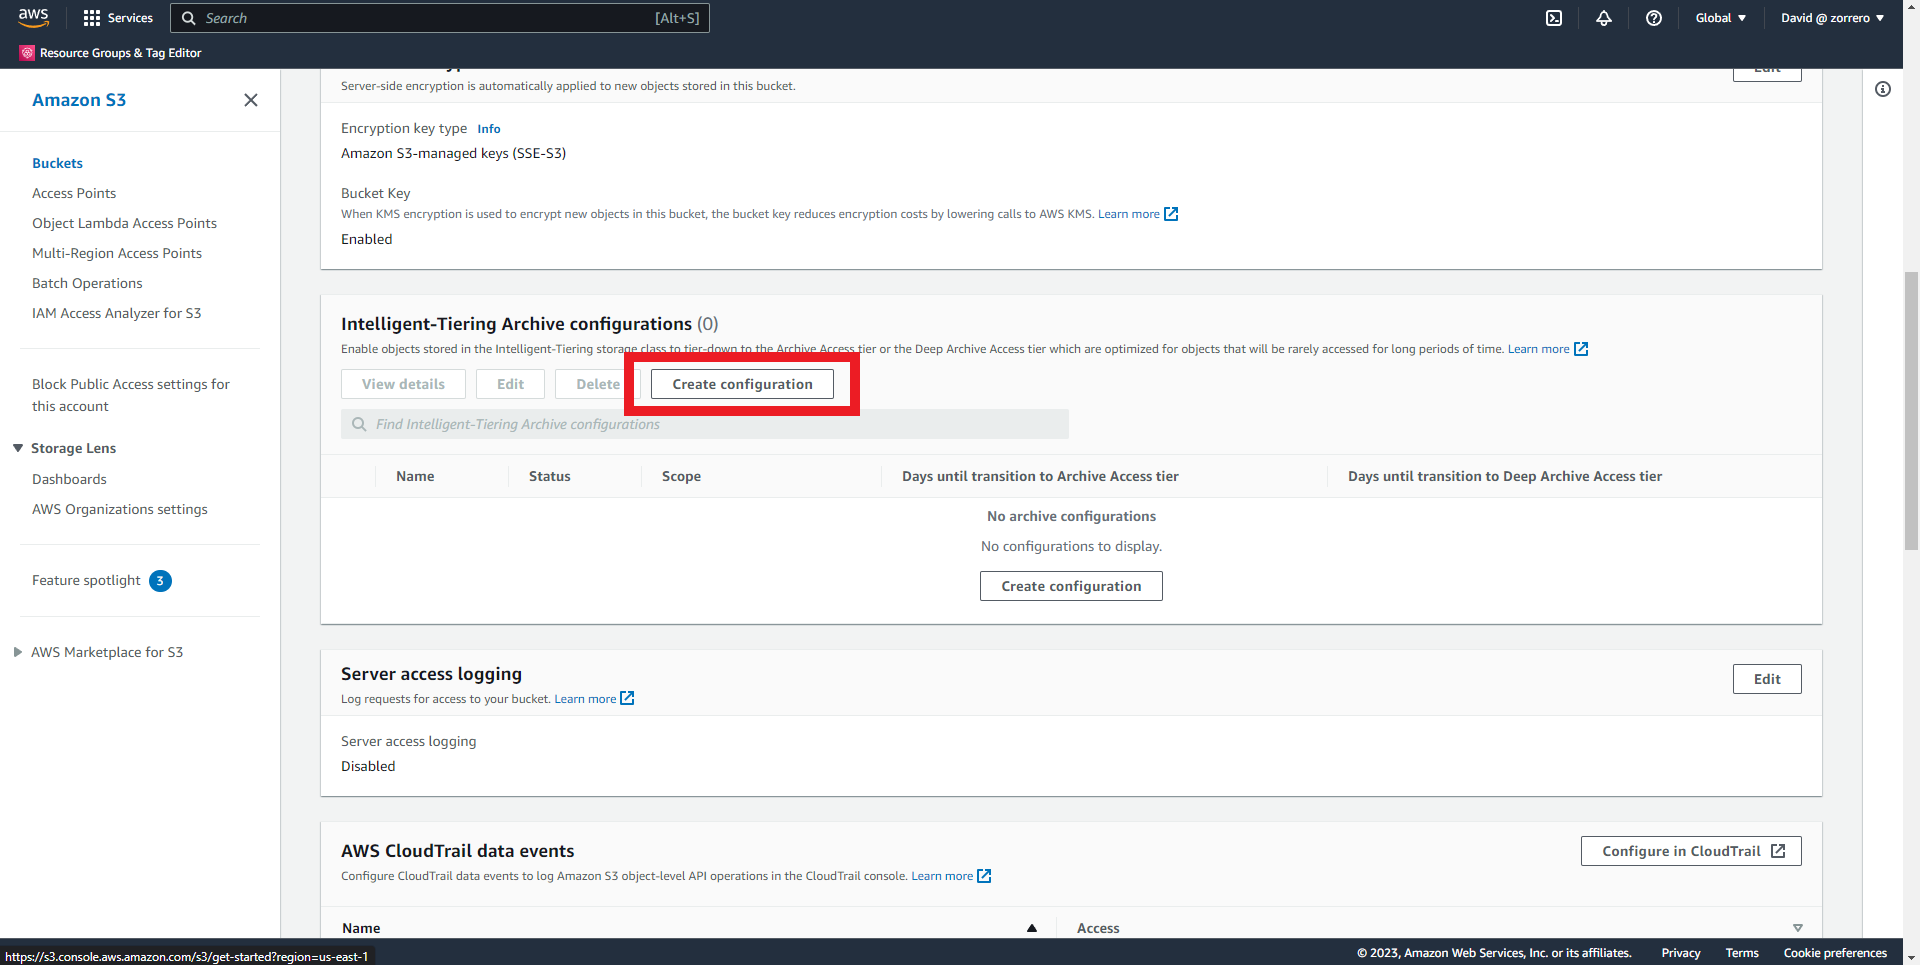 aws
Services
Search
[Alt+S]
Global
David @ zorrero
Resource Groups & Tag Editor
Amazon S3
Buckets
Access Points
Object Lambda Access Points
Multi-Region Access Points
Batch Operations
IAM Access Analyzer for S3
Block Public Access settings for
this account
Storage Lens
Dashboards
AWS Organizations settings
Feature spotlight 3
AWS Marketplace for S3
Edit
Server-side encryption is automatically applied to new objects stored in this bucket.
Encryption key type Info
Amazon S3-managed keys (SSE-S3)
Bucket Key
When KMS encryption is used to encrypt new objects in this bucket, the bucket key reduces encryption costs by lowering calls to AWS KMS. Learn more
Enabled
Intelligent-Tiering Archive configurations (0)
Enable objects stored in the Intelligent-Tiering storage class to tier-down to the Archive Access tier or the Deep Archive Access tier which are optimized for objects that will be rarely accessed for long periods of time. Learn more
View details
Edit
Delete
Create configuration
Find Intelligent-Tiering Archive configurations
Name
Status
Scope
Days until transition to Archive Access tier
Days until transition to Deep Archive Access tier
No archive configurations
No configurations to display.
Create configuration
Server access logging
Edit
Log requests for access to your bucket. Learn more
Server access logging
Disabled
AWS CloudTrail data events
Configure in CloudTrail
Configure CloudTrail data events to log Amazon S3 object-level API operations in the CloudTrail console. Learn more
Name
Access
https://s3.console.aws.amazon.com/s3/get-started?region=us-east-1
© 2023, Amazon Web Services, Inc. or its affiliates.
Privacy
Terms
Cookie preferences